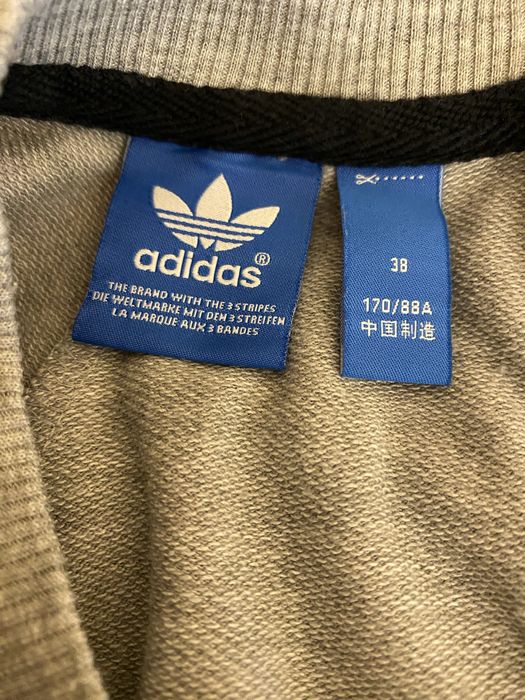 adidas®
THE BRAND WITH THE 3 STRIPES
DIE WELTMARKE MIT DEN 3 STREIFEN
LA MARQUE AUX 3 BANDES
38
170/88A
中国制造